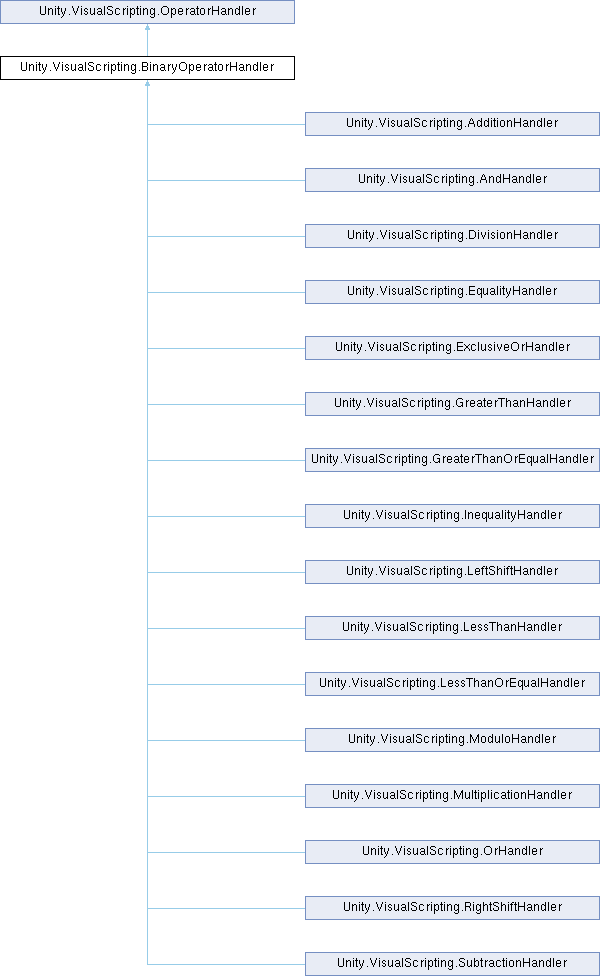 Unity.VisualScripting.OperatorHandler
Unity.VisualScripting.BinaryOperatorHandler
Unity.VisualScripting.AdditionHandler
Unity.VisualScripting.AndHandler
Unity.VisualScripting.DivisionHandler
Unity.VisualScripting.EqualityHandler
Unity.VisualScripting.ExclusiveOrHandler
Unity.VisualScripting.GreaterThanHandler
Unity.VisualScripting.GreaterThanOrEqualHandler
Unity.VisualScripting.InequalityHandler
Unity.VisualScripting.LeftShiftHandler
Unity.VisualScripting.LessThanHandler
Unity.VisualScripting.LessThanOrEqualHandler
Unity.VisualScripting.ModuloHandler
Unity.VisualScripting.MultiplicationHandler
Unity.VisualScripting.OrHandler
Unity.VisualScripting.RightShiftHandler
Unity.VisualScripting.SubtractionHandler